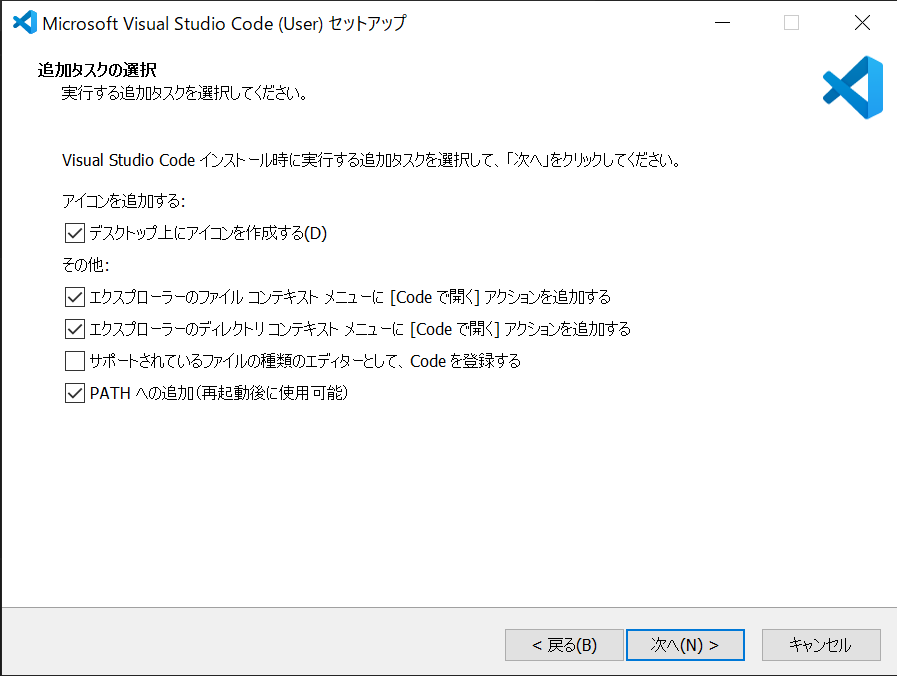 Microsoft Visual Studio Code (User) セットアップ
追加タスクの選択
実行する追加タスクを選択してください。
Visual Studio Code インストール時に実行する追加タスクを選択して、「次へ」をクリックしてください。
アイコンを追加する:
デスクトップ上にアイコンを作成する(D)
その他:
エクスプローラーのファイル コンテキスト メニューに [Code で開く] アクションを追加する
エクスプローラーのディレクトリ コンテキスト メニューに [Code で開く] アクションを追加する
サポートされているファイルの種類のエディターとして、Code を登録する
PATH への追加(再起動後に使用可能)
< 戻る(B)
次へ(N) >
キャンセル